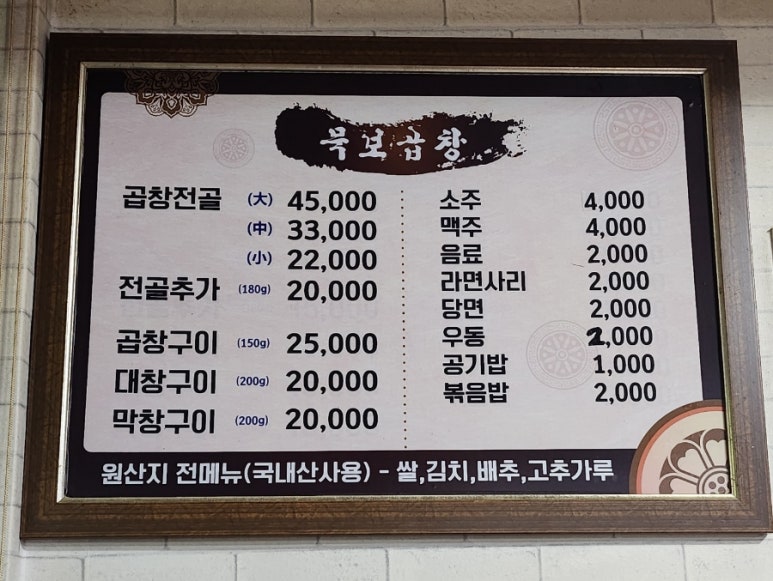 묵보곱창
곱창전골 (大) 45,000
(中) 33,000
(小) 22,000
전골추가 (180g) 20,000
곱창구이 (150g) 25,000
대창구이 (200g) 20,000
막창구이 (200g) 20,000
소주 4,000
맥주 4,000
음료 2,000
라면사리 2,000
당면 2,000
우동 2,000
공기밥 1,000
볶음밥 2,000
원산지 전메뉴(국내산사용) - 쌀,김치,배추,고추가루